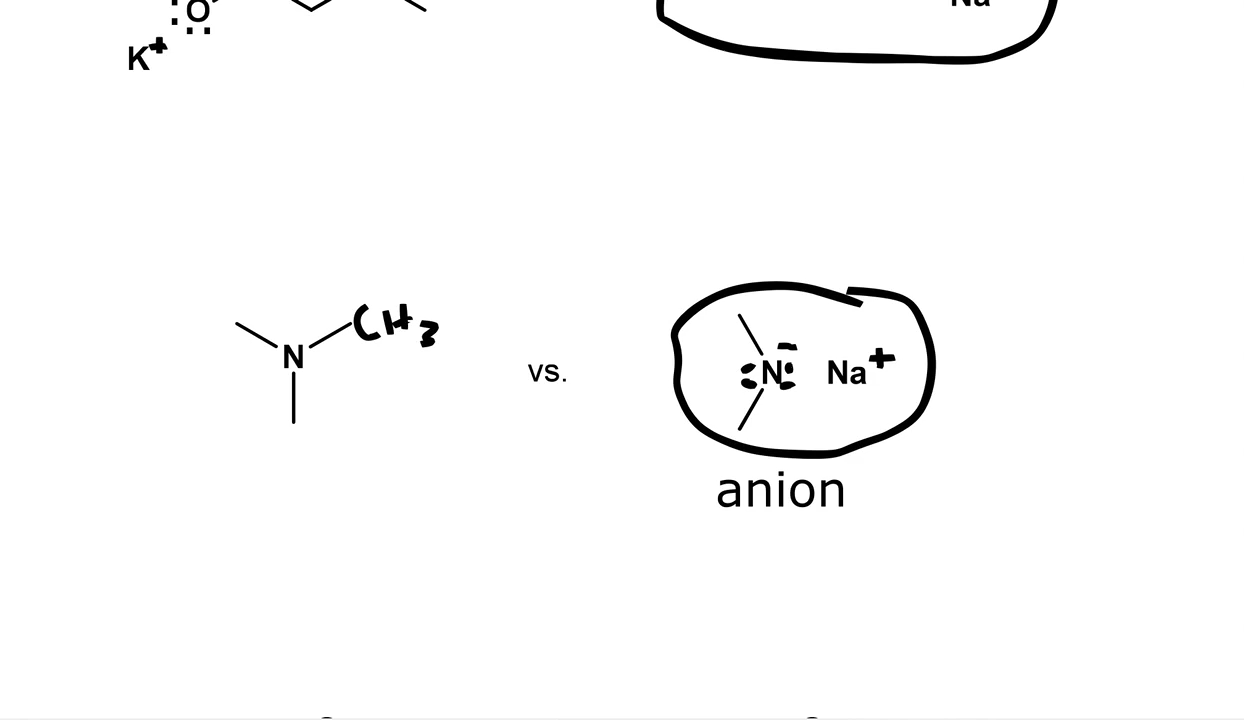 :O
Na
K+
CH3
N
vs.
:N:− Na+
anion